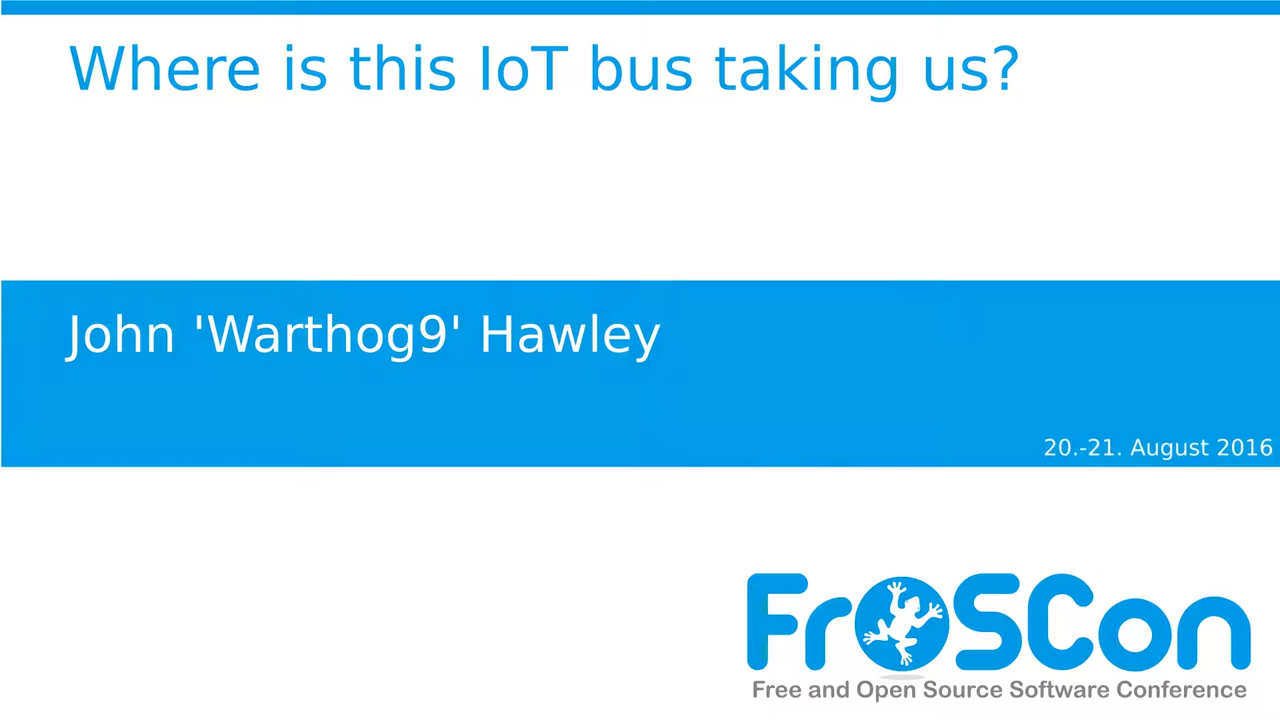 Where is this IoT bus taking us?
John 'Warthog9' Hawley
20.-21. August 2016
FrOSCon
Free and Open Source Software Conference